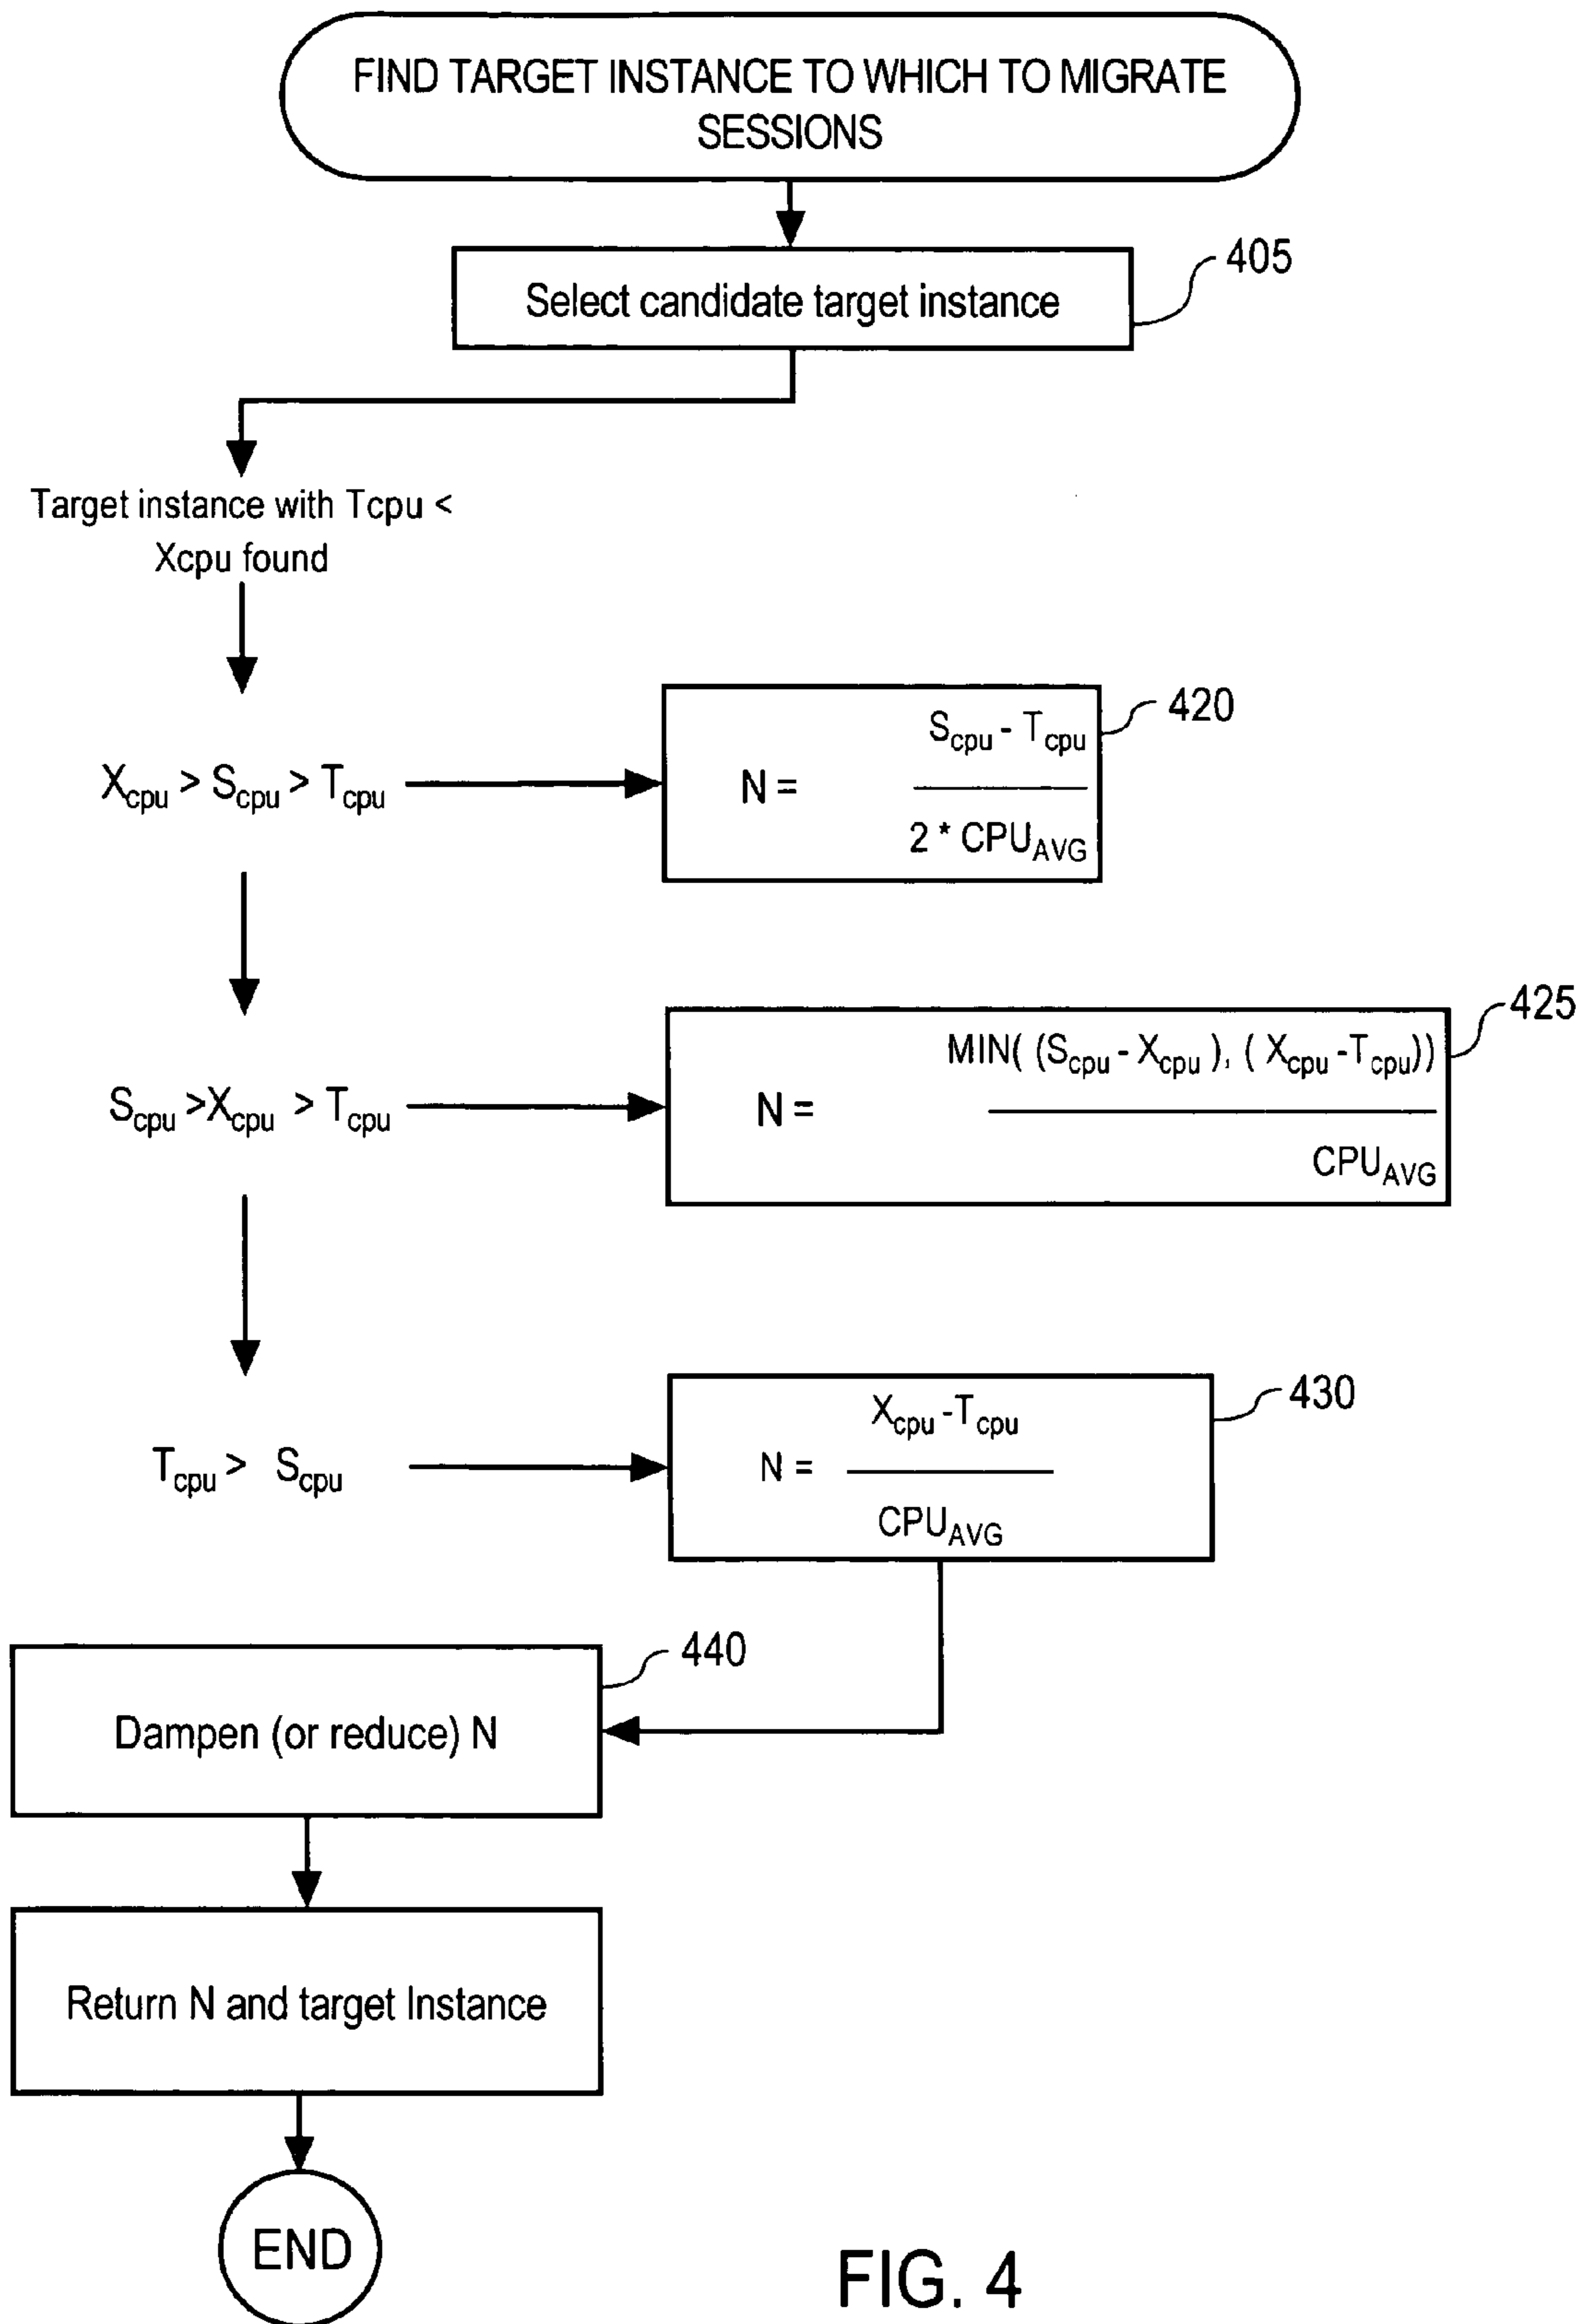 FIND TARGET INSTANCE TO WHICH TO MIGRATE
SESSIONS
405
Select candidate target instance
Target instance with Tcpu <
Xcpu found
420
Scpu - Tcpu
Xcpu > Scpu > Tcpu
N =
2 * CPUAVG
425
MIN( (Scpu - Xcpu ), ( Xcpu -Tcpu))
Scpu >Xcpu > Tcpu
N =
CPUAVG
430
Xcpu -Tcpu
Tcpu > Scpu
N =
CPUAVG
440
Dampen (or reduce) N
Return N and target Instance
END
FIG. 4